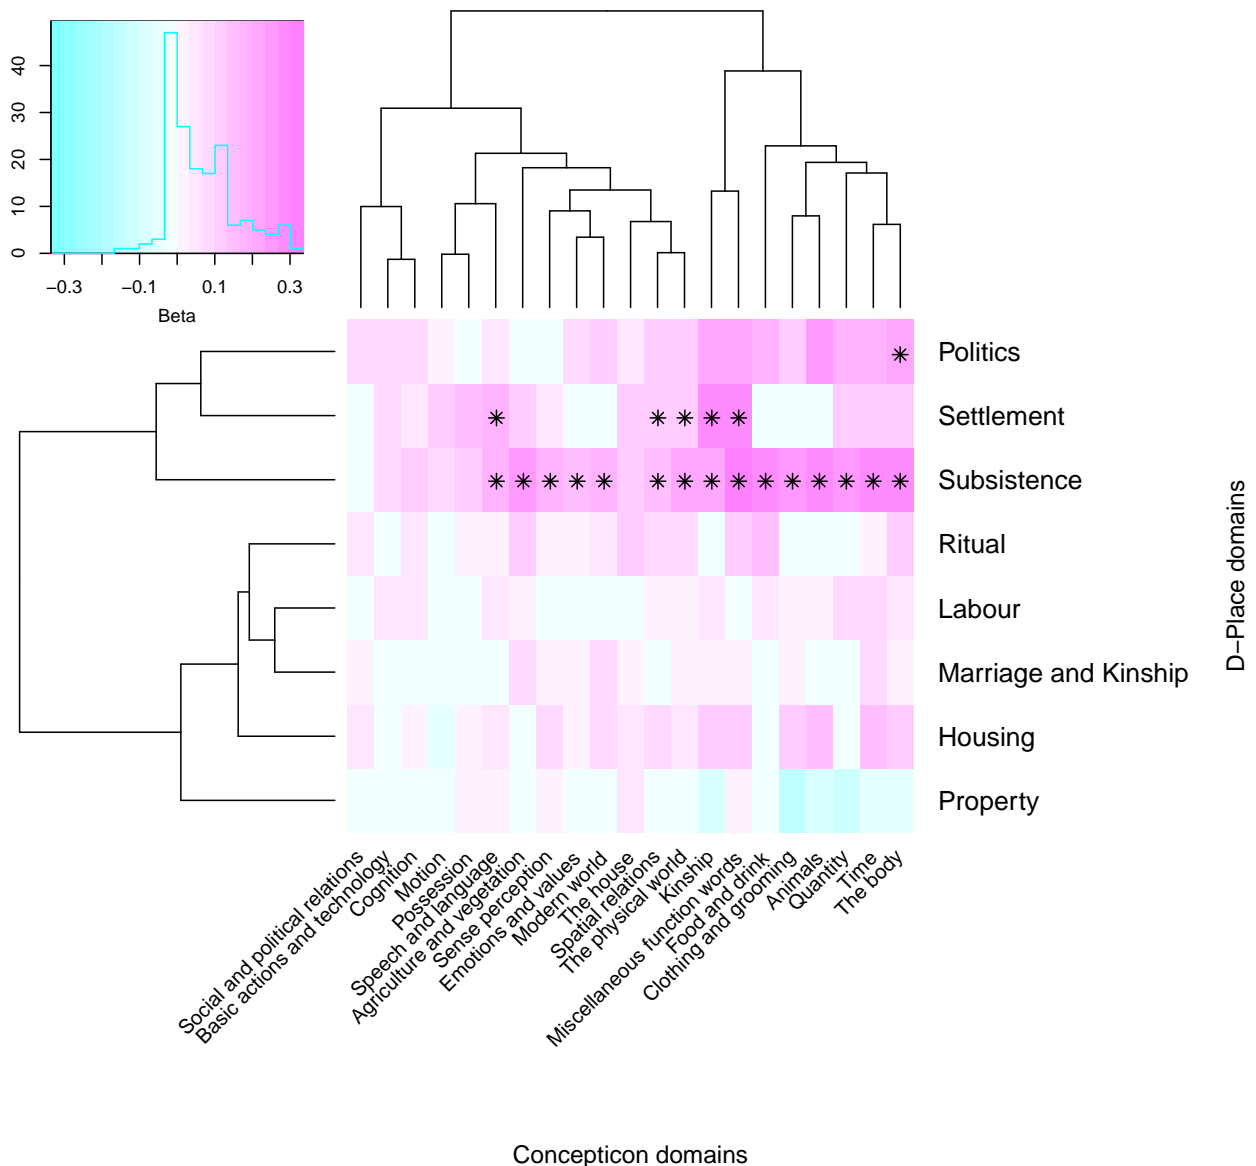 40
30
20
10
0
−0.3
−0.1
0.1
0.3
Beta
Politics
Settlement
Subsistence
Ritual
Labour
Marriage and Kinship
Housing
Property
D−Place domains
Social and political relations
Basic actions and technology
Cognition
Motion
Possession
Speech and language
Agriculture and vegetation
Sense perception
Emotions and values
Modern world
The house
Spatial relations
The physical world
Kinship
Miscellaneous function words
Food and drink
Clothing and grooming
Animals
Quantity
Time
The body
Concepticon domains